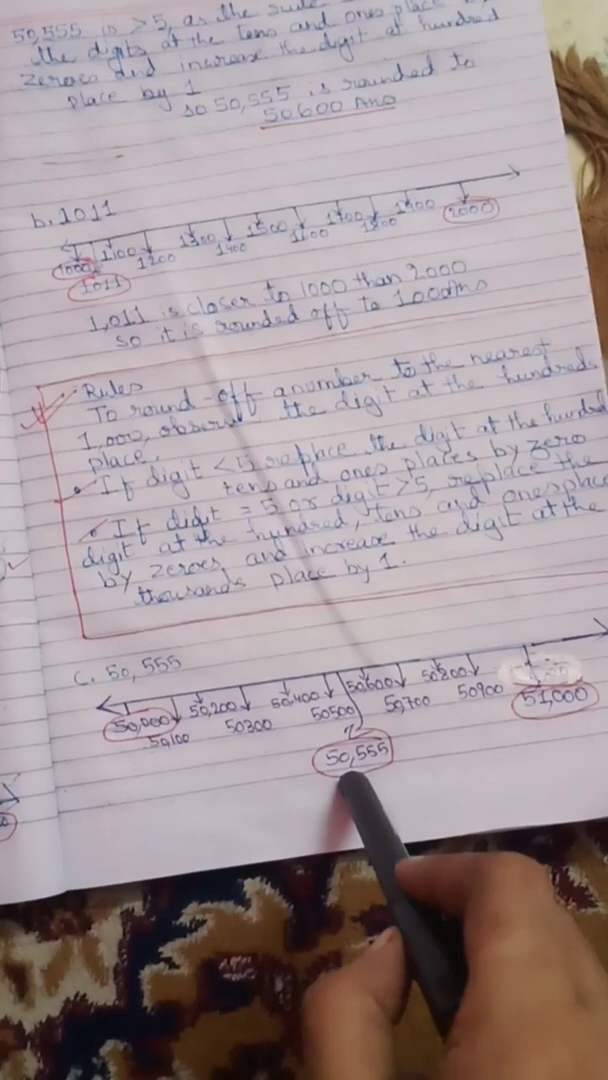 50,555 is >5, as the rule
the digits at the tens and ones place
zeroes and increase the digit at hundred
place by 1
so 50,555 is rounded to
50600 Ans
b. 1011
1000 1100 1200 1300 1400 1500 1700 1800 2000
1011
1,011 is closer to 1000 than 2000
so it is rounded off to 1000 Ans
Rules
To round-off a number to the nearest
1,000, observe the digit at the hundreds
place.
• If digit <5, replace the digit at the hundred
tens and ones places by zero
• If digit = 5 or digit >5, replace the
digit at the hundred, tens and ones place
by zeroes and increase the digit at the
thousands place by 1.
C. 50,555
50,000 50,100 50,200 50300 50,400 50500 50,600 50,700 50,800 50900 51,000
50,555